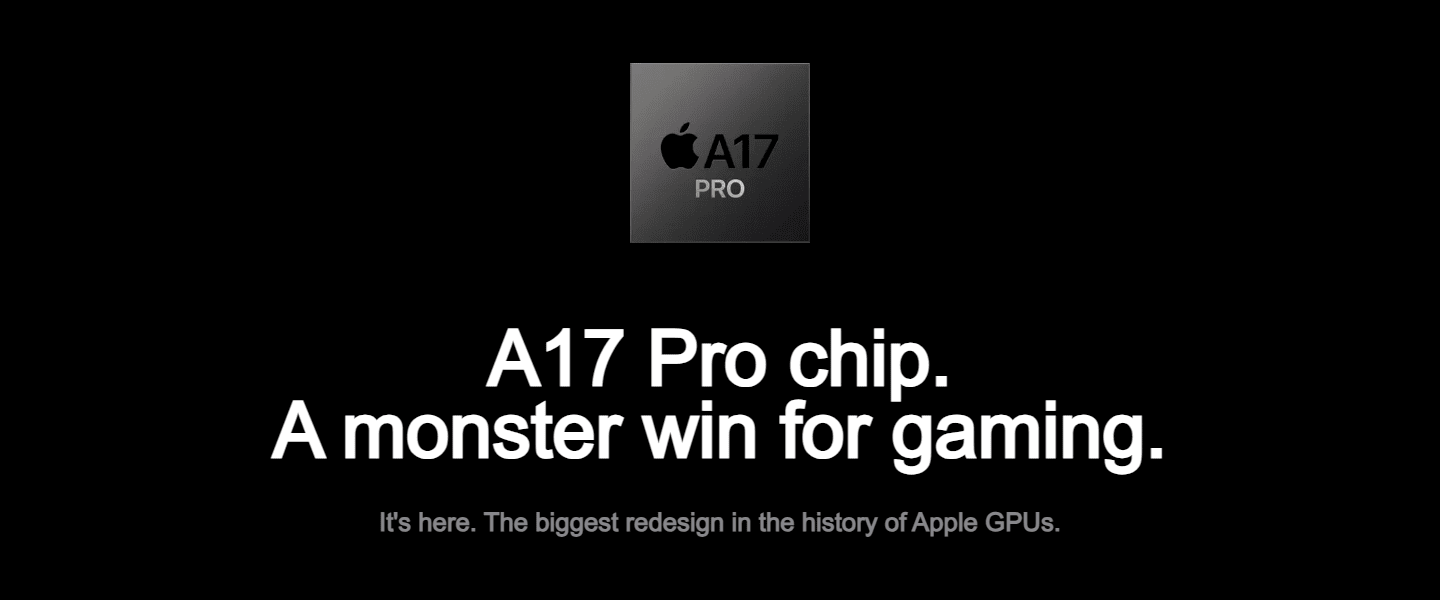 A17
PRO
A17 Pro chip.
A monster win for gaming.
It's here. The biggest redesign in the history of Apple GPUs.